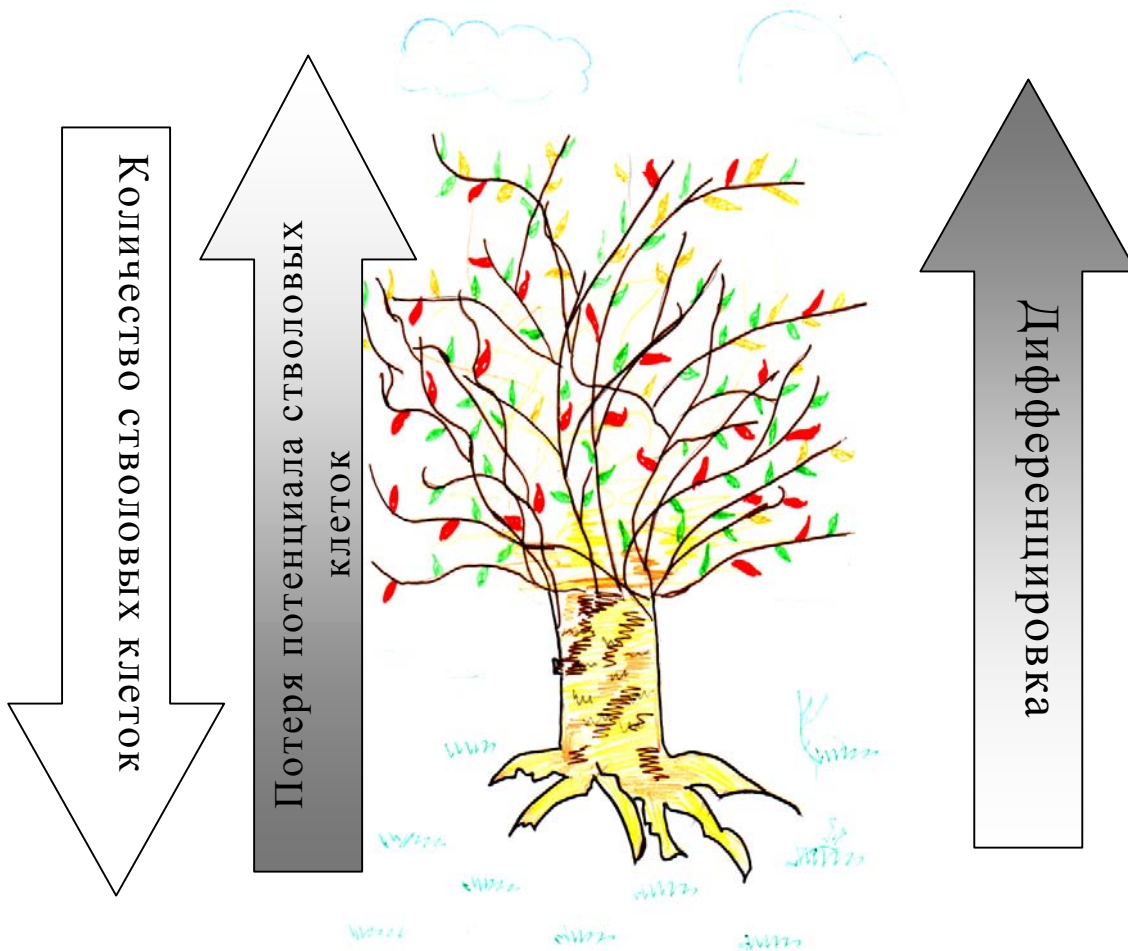 Количество стволовых клеток
Потеря потенциала стволовых
клеток
Дифференцировка